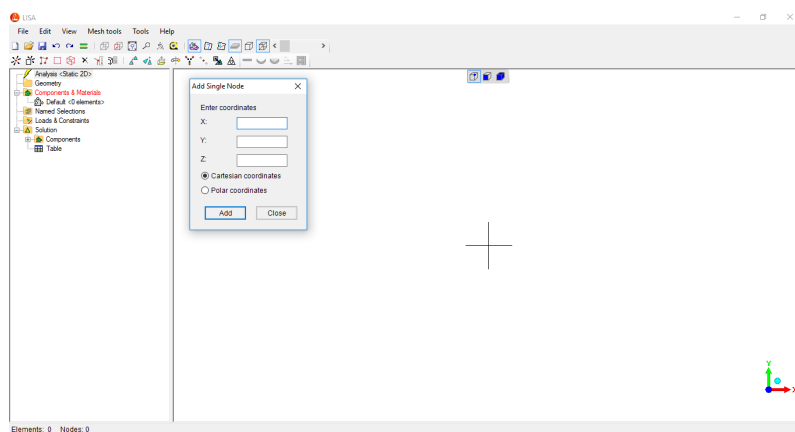 LISA
File Edit View Mesh tools Tools Help
Analysis <Static 2D>
Geometry
Components & Materials
Default <0 elements>
Named Selections
Loads & Constraints
Solution
Components
Table
Add Single Node
Enter coordinates
X:
Y:
Z:
Cartesian coordinates
Polar coordinates
Add Close
Y
X
Elements: 0 Nodes: 0